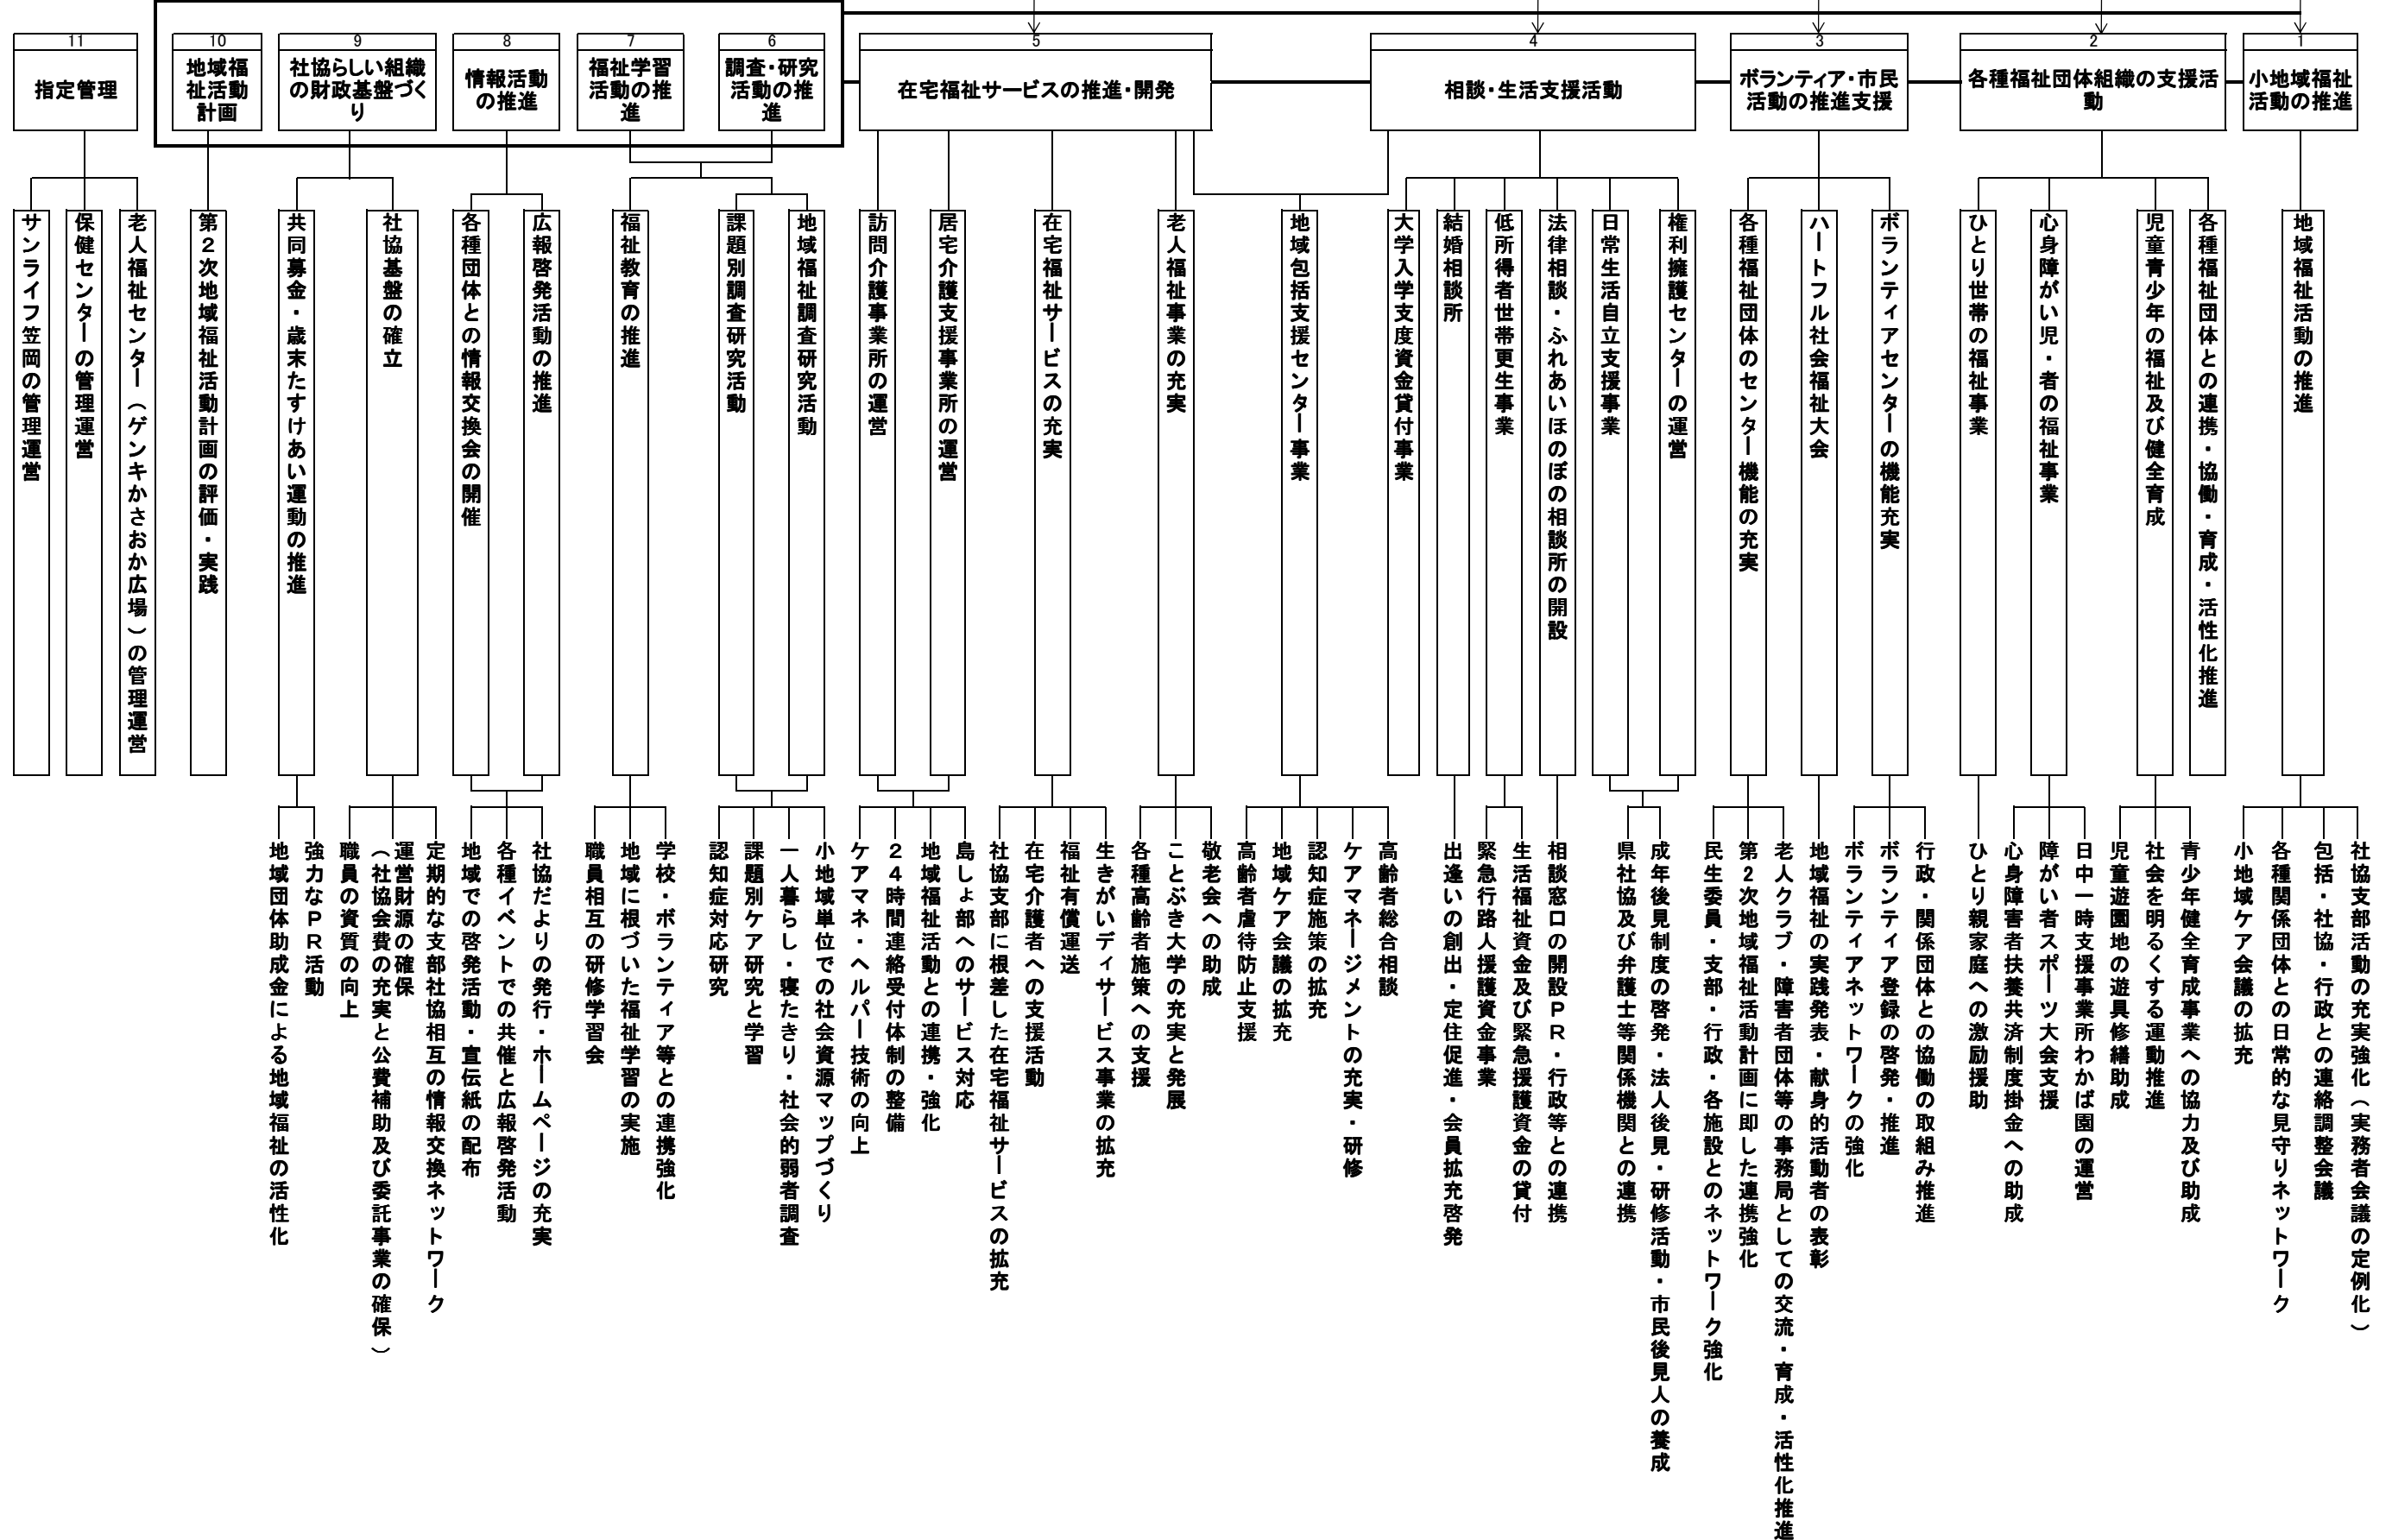 1
小地域福祉
活動の推進
2
各種福祉団体組織の支援活
動
3
ボランティア・市民
活動の推進支援
4
相談・生活支援活動
5
在宅福祉サービスの推進・開発
6
調査・研究
活動の推
進
7
福祉学習
活動の推
進
8
情報活動
の推進
9
社協らしい組織
の財政基盤づく
り
10
地域福
祉活動
計画
11
指定管理
地域福祉活動の推進
各種福祉団体との連携・協働・育成・活性化推進
児童青少年の福祉及び健全育成
心身障がい児・者の福祉事業
ひとり世帯の福祉事業
ボランティアセンターの機能充実
ハートフル社会福祉大会
各種福祉団体のセンター機能の充実
権利擁護センターの運営
日常生活自立支援事業
法律相談・ふれあいほのぼの相談所の開設
低所得者世帯更生事業
結婚相談所
大学入学支度資金貸付事業
地域包括支援センター事業
老人福祉事業の充実
在宅福祉サービスの充実
居宅介護支援事業所の運営
訪問介護事業所の運営
地域福祉調査研究活動
課題別調査研究活動
福祉教育の推進
広報啓発活動の推進
各種団体との情報交換会の開催
社協基盤の確立
共同募金・歳末たすけあい運動の推進
第２次地域福祉活動計画の評価・実践
老人福祉センター（ゲンキかさおか広場）の管理運営
保健センターの管理運営
サンライフ笠岡の管理運営
社協支部活動の充実強化（実務者会議の定例化）
包括・社協・行政との連絡調整会議
各種関係団体との日常的な見守りネットワーク
小地域ケア会議の拡充
青少年健全育成事業への協力及び助成
社会を明るくする運動推進
児童遊園地の遊具修繕助成
日中一時支援事業所わかば園の運営
障がい者スポーツ大会支援
心身障害者扶養共済制度掛金への助成
ひとり親家庭への激励援助
行政・関係団体との協働の取組み推進
ボランティア登録の啓発・推進
ボランティアネットワークの強化
地域福祉の実践発表・献身的活動者の表彰
老人クラブ・障害者団体等の事務局としての交流・育成・活性化推進
第２次地域福祉活動計画に即した連携強化
民生委員・支部・行政・各施設とのネットワーク強化
成年後見制度の啓発・法人後見・研修活動・市民後見人の養成
県社協及び弁護士等関係機関との連携
相談窓口の開設ＰＲ・行政等との連携
生活福祉資金及び緊急援護資金の貸付
緊急行路人援護資金事業
出逢いの創出・定住促進・会員拡充啓発
高齢者総合相談
ケアマネージメントの充実・研修
認知症施策の拡充
地域ケア会議の拡充
高齢者虐待防止支援
敬老会への助成
ことぶき大学の充実と発展
各種高齢者施策への支援
生きがいディサービス事業の拡充
福祉有償運送
在宅介護者への支援活動
社協支部に根差した在宅福祉サービスの拡充
島しょ部へのサービス対応
地域福祉活動との連携・強化
２４時間連絡受付体制の整備
ケアマネ・ヘルパー技術の向上
小地域単位での社会資源マップづくり
一人暮らし・寝たきり・社会的弱者調査
課題別ケア研究と学習
認知症対応研究
学校・ボランティア等との連携強化
地域に根づいた福祉学習の実施
職員相互の研修学習会
社協だよりの発行・ホームページの充実
各種イベントでの共催と広報啓発活動
地域での啓発活動・宣伝紙の配布
定期的な支部社協相互の情報交換ネットワーク
運営財源の確保
（社協会費の充実と公費補助及び委託事業の確保）
職員の資質の向上
強力なＰＲ活動
地域団体助成金による地域福祉の活性化